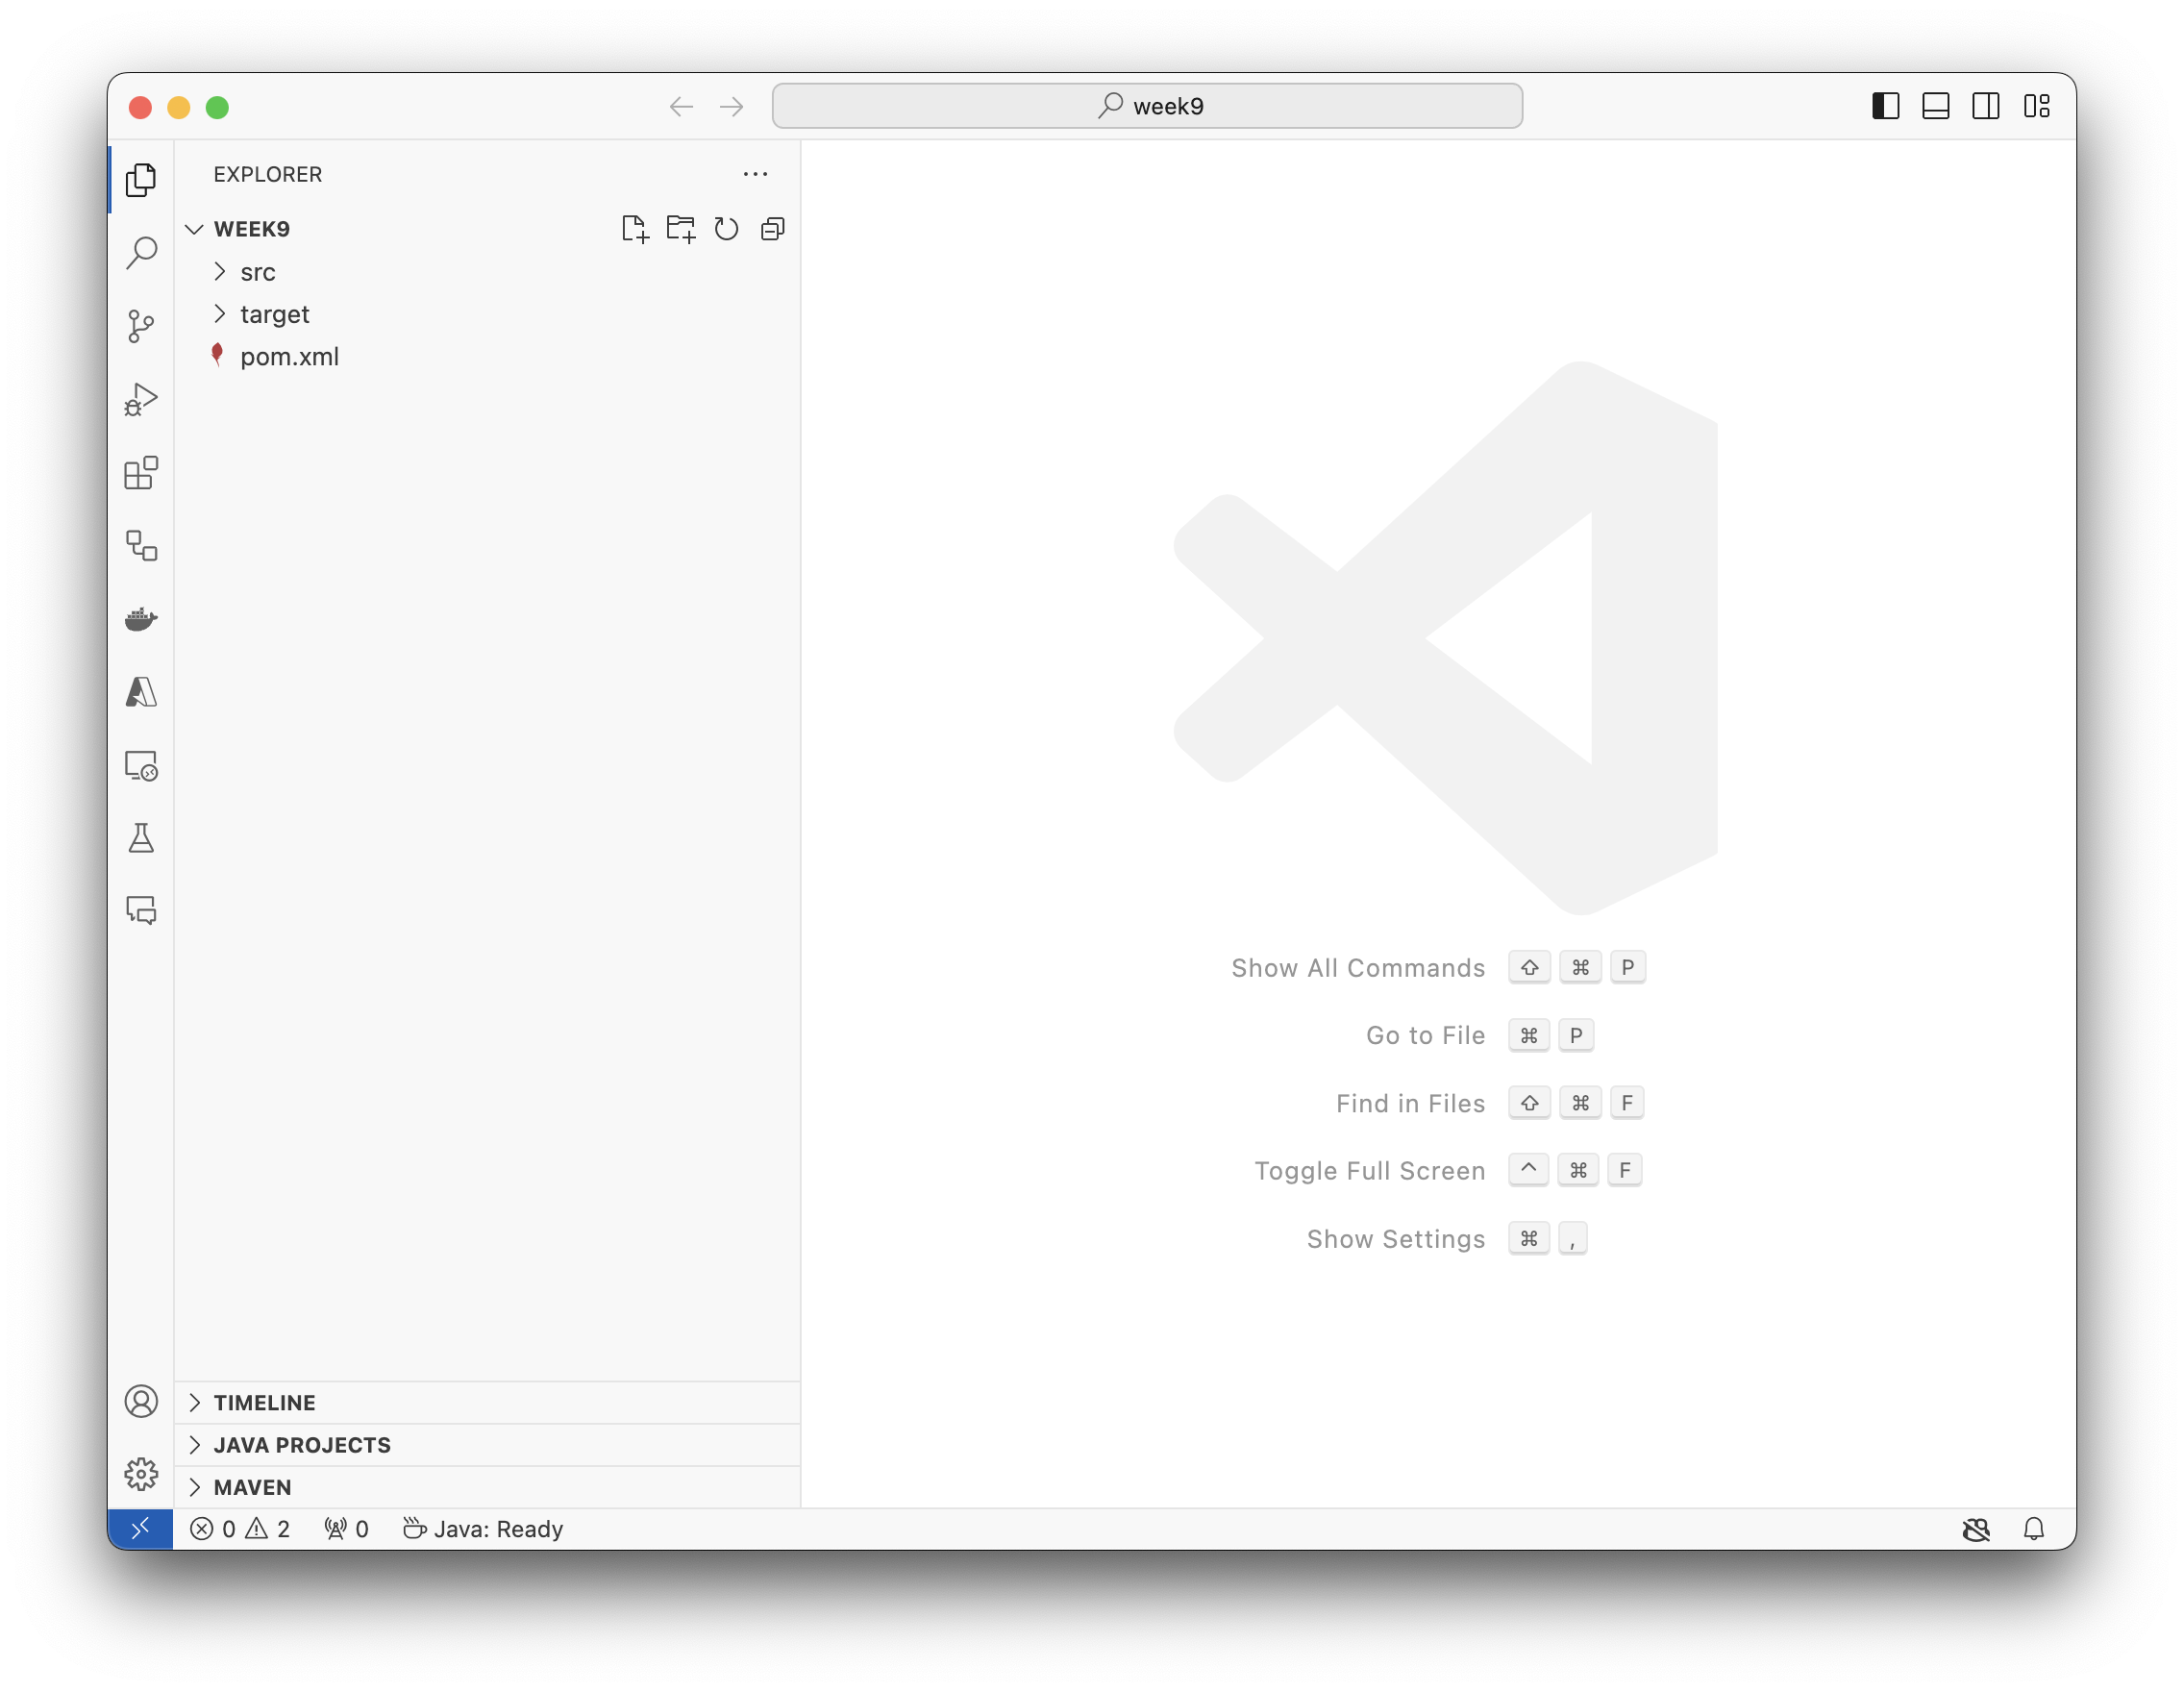 week9
EXPLORER
WEEK9
src
target
pom.xml
Show All Commands ⇧ ⌘ P
Go to File ⌘ P
Find in Files ⇧ ⌘ F
Toggle Full Screen ^ ⌘ F
Show Settings ⌘ ,
TIMELINE
JAVA PROJECTS
MAVEN
0 2 0 Java: Ready